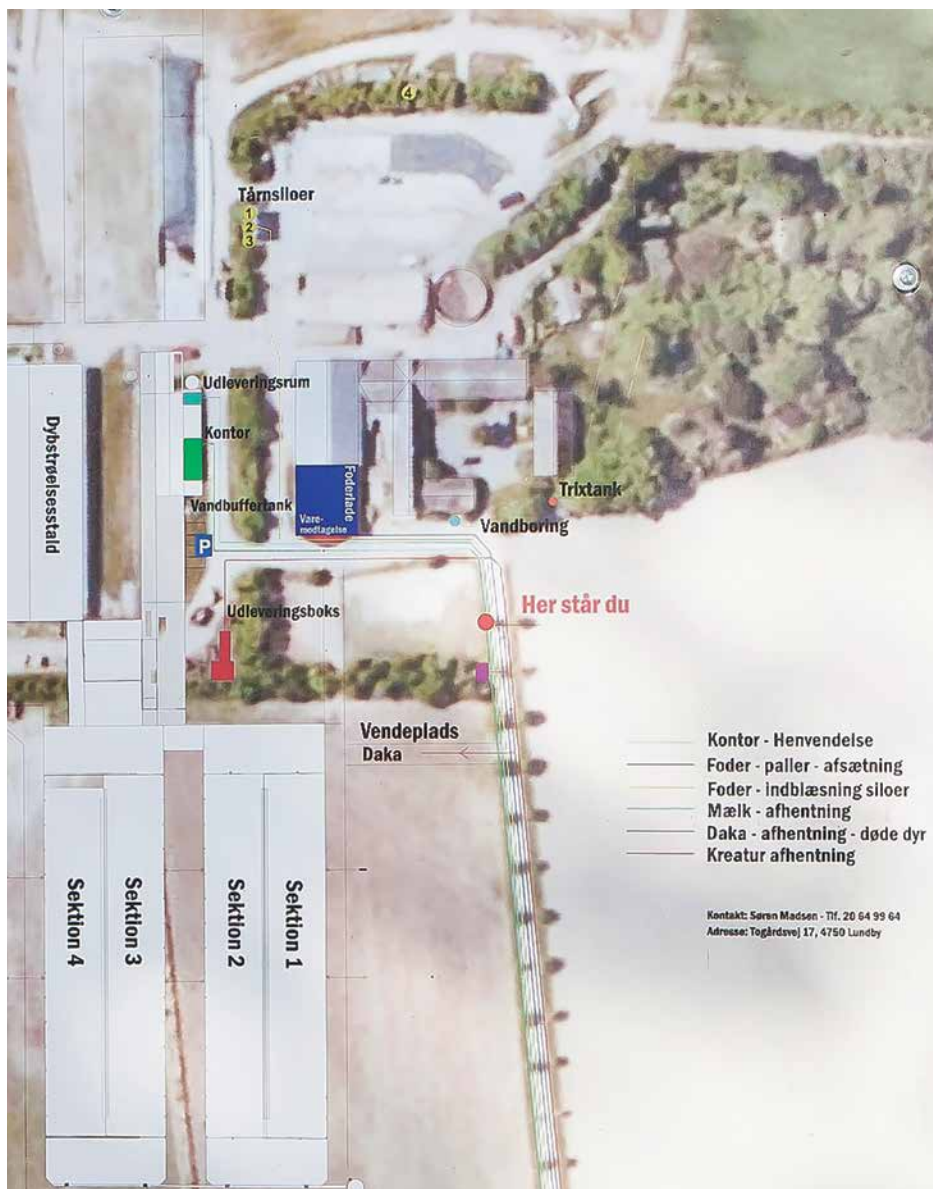 4
Tårnsiloer
1
2
3
Udleveringsrum
Kontor
Dybstrøelsesstald
Vandbuffertank
Foderlade
Vare-
modtagelse
Trixtank
Vandboring
P
Her står du
Udleveringsboks
Vendeplads
Daka
Kontor - Henvendelse
Foder - paller - afsætning
Foder - indblæsning siloer
Mælk - afhentning
Daka - afhentning - døde dyr
Kreatur afhentning
Sektion 4
Sektion 3
Sektion 2
Sektion 1
Kontakt: Søren Madsen - Tlf. 20 64 99 64
Adresse: Togårdsvej 17, 4750 Lundby